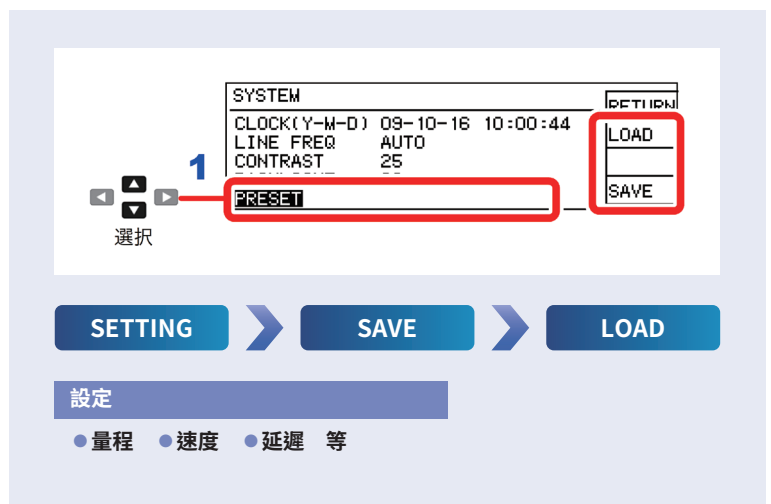 SYSTEM
RETURN
CLOCK(Y-M-D) 09-10-16 10:00:44
LOAD
LINE FREQ AUTO
1
CONTRAST 25
PRESET
SAVE
選択
SETTING
SAVE
LOAD
設定
●量程 ●速度 ●延遲 等